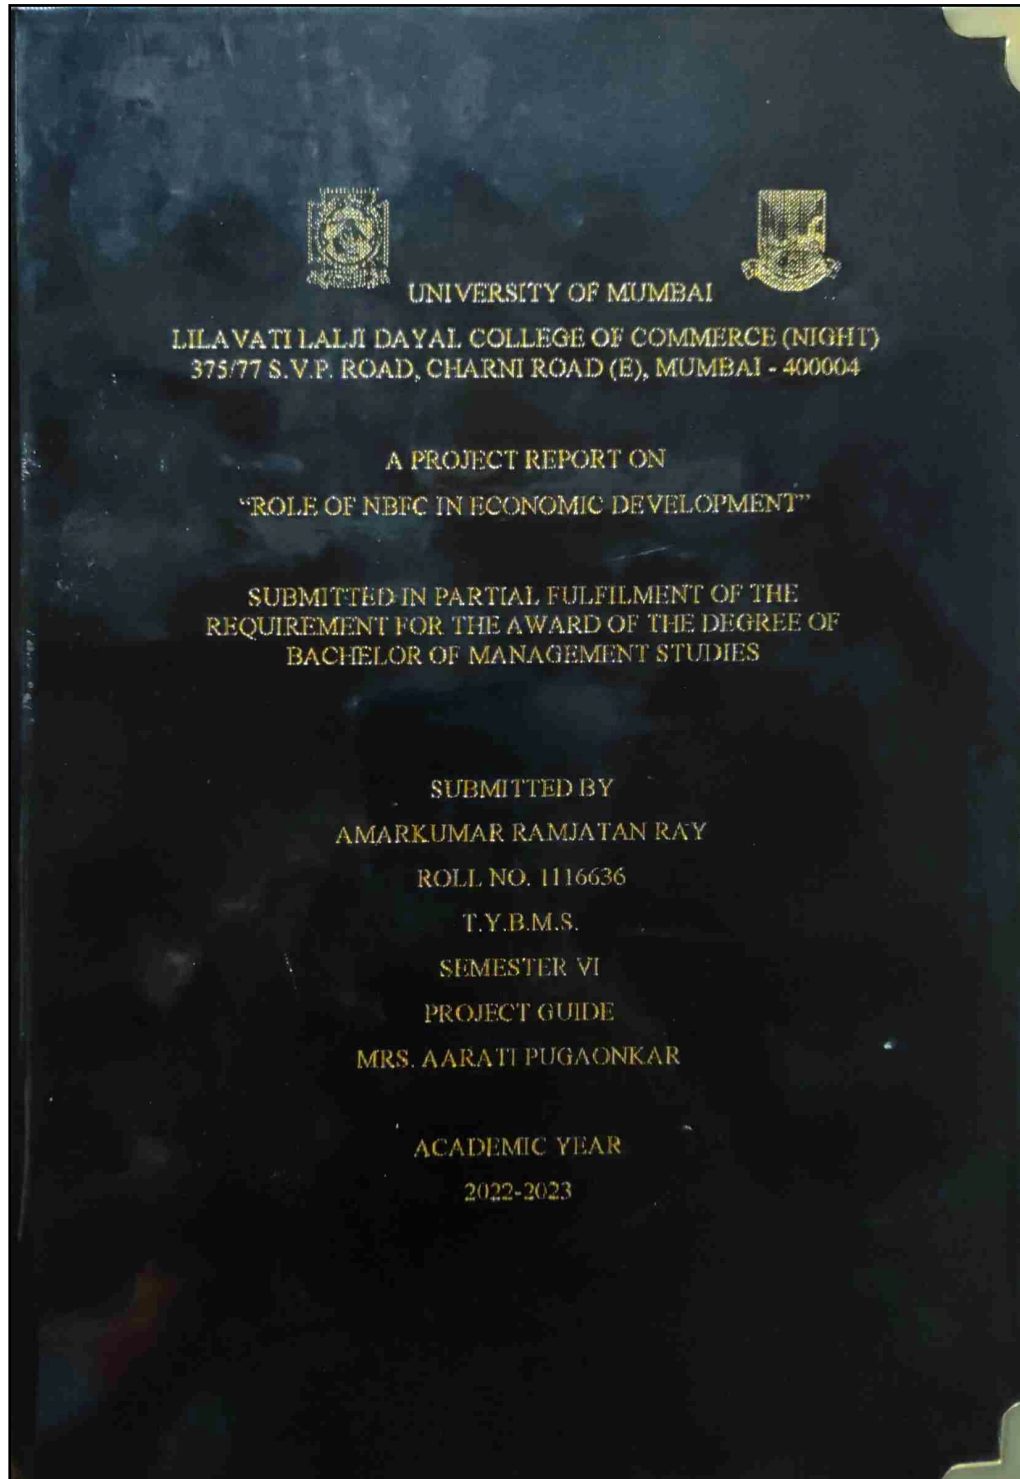 UNIVERSITY OF MUMBAI
LILAVATI LALJI DAYAL COLLEGE OF COMMERCE (NIGHT)
375/77 S.V.P. ROAD, CHARNI ROAD (E), MUMBAI - 400004
A PROJECT REPORT ON
“ROLE OF NBFC IN ECONOMIC DEVELOPMENT”
SUBMITTED IN PARTIAL FULFILMENT OF THE
REQUIREMENT FOR THE AWARD OF THE DEGREE OF
BACHELOR OF MANAGEMENT STUDIES
SUBMITTED BY
AMARKUMAR RAMJATAN RAY
ROLL NO. 1116636
T.Y.B.M.S.
SEMESTER VI
PROJECT GUIDE
MRS. AARATI PUGAONKAR
ACADEMIC YEAR
2022-2023